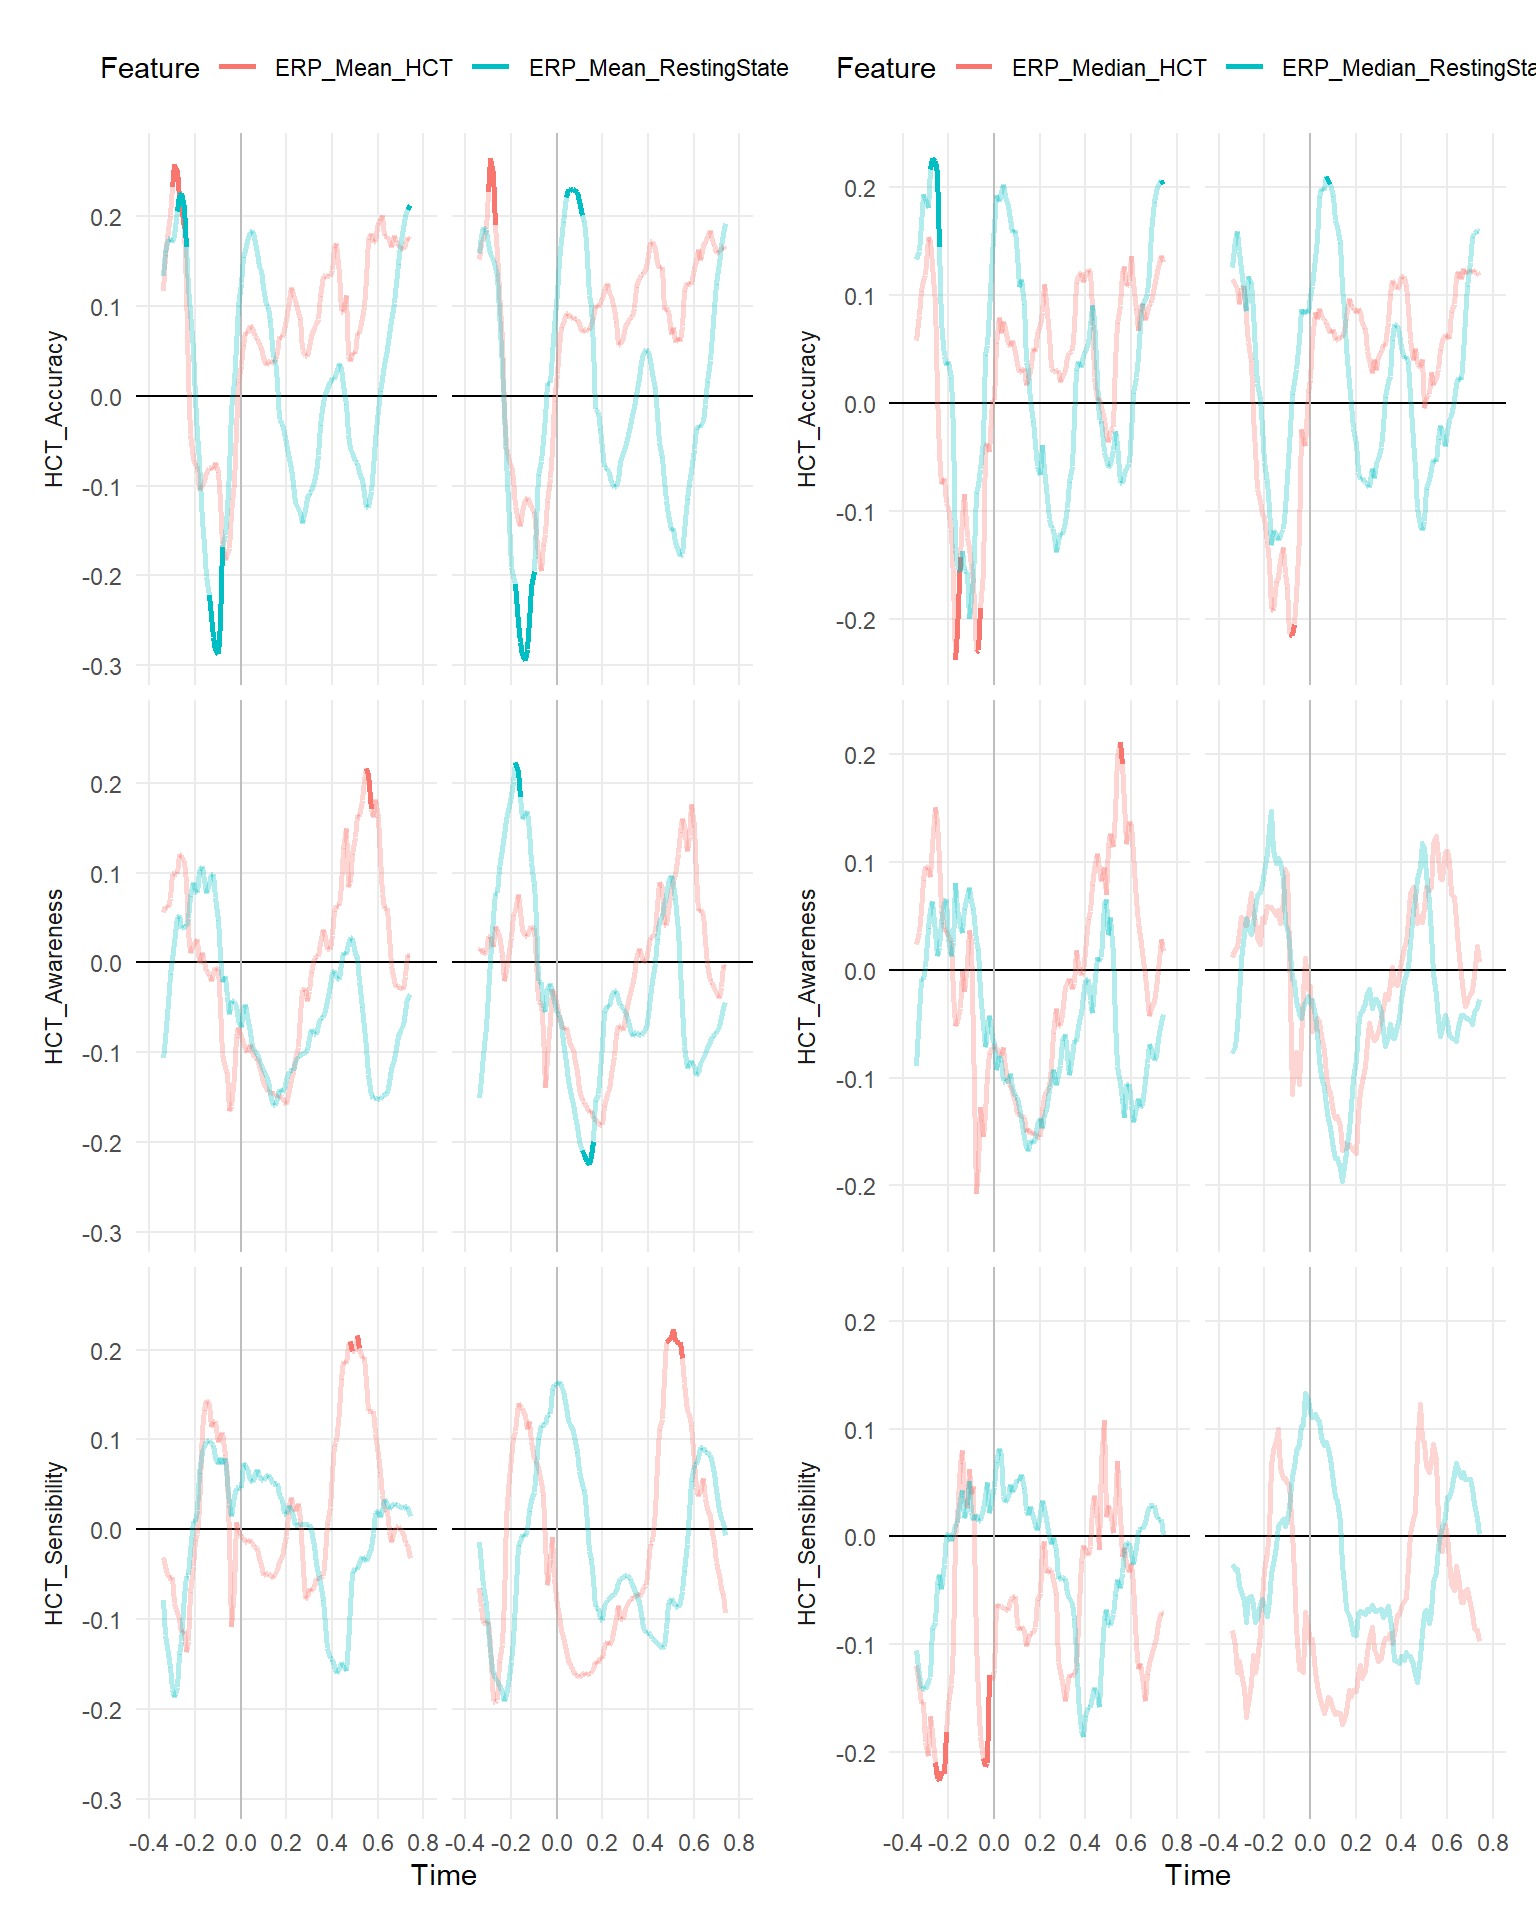 Feature ERP_Mean_HCT ERP_Mean_RestingState
Feature ERP_Median_HCT ERP_Median_RestingSta
HCT_Accuracy
0.2
0.1
0.0
-0.1
-0.2
-0.3
HCT_Accuracy
0.2
0.1
0.0
-0.1
-0.2
HCT_Awareness
0.2
0.1
0.0
-0.1
-0.2
-0.3
HCT_Awareness
0.2
0.1
0.0
-0.1
-0.2
HCT_Sensibility
0.2
0.1
0.0
-0.1
-0.2
-0.3
HCT_Sensibility
0.2
0.1
0.0
-0.1
-0.2
-0.4 -0.2 0.0 0.2 0.4 0.6 0.8 -0.4 -0.2 0.0 0.2 0.4 0.6 0.8
Time
-0.4 -0.2 0.0 0.2 0.4 0.6 0.8 -0.4 -0.2 0.0 0.2 0.4 0.6 0.8
Time